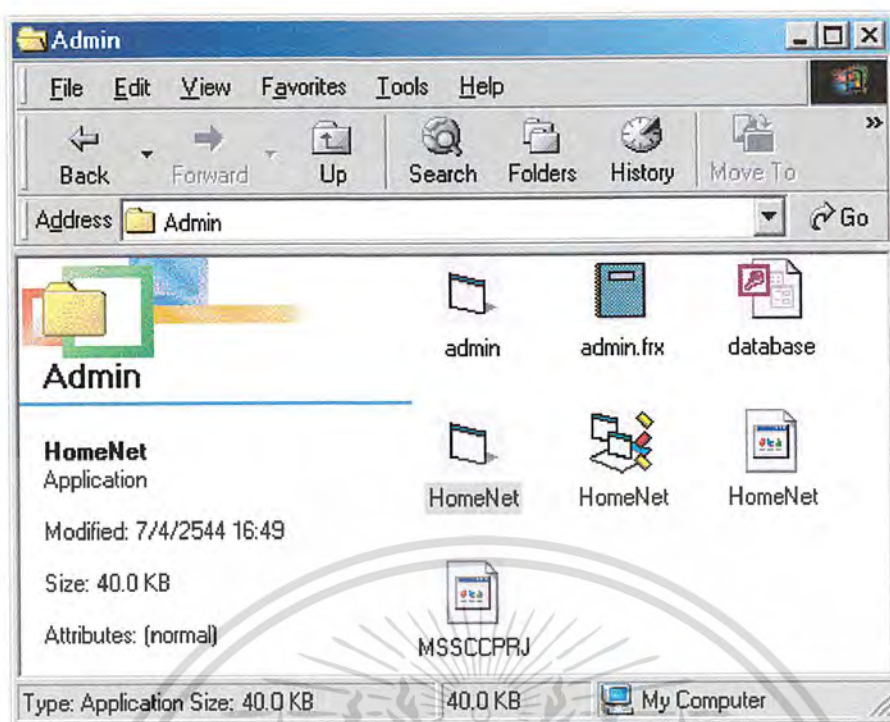 Admin
File Edit View Favorites Tools Help
Back Forward Up Search Folders History Move To »
Address Admin Go
Admin
HomeNet
Application
Modified: 7/4/2544 16:49
Size: 40.0 KB
Attributes: (normal)
admin admin.frx database
HomeNet HomeNet HomeNet
MSSCCPRJ
Type: Application Size: 40.0 KB 40.0 KB My Computer